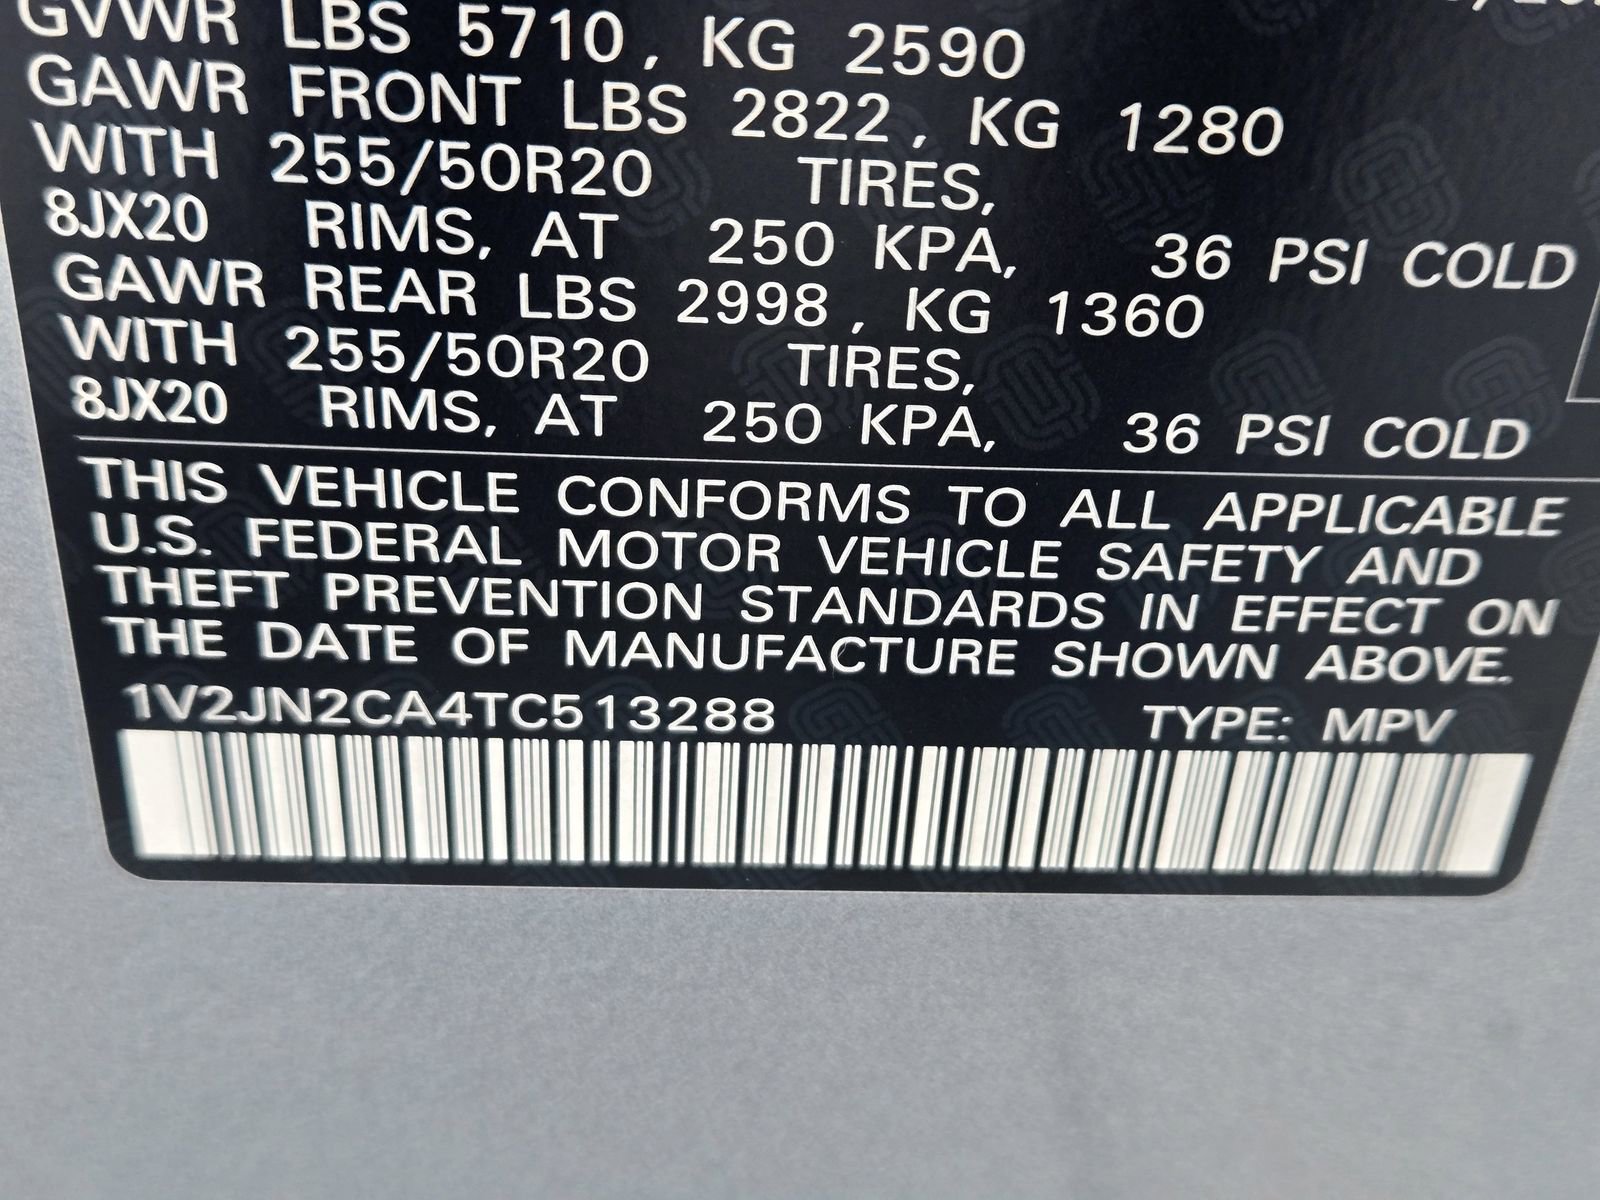 GVWR LBS 5710, KG 2590
GAWR FRONT LBS 2822, KG 1280
WITH 255/50R20 TIRES,
8JX20 RIMS, AT 250 KPA, 36 PSI COLD
GAWR REAR LBS 2998, KG 1360
WITH 255/50R20 TIRES,
8JX20 RIMS, AT 250 KPA, 36 PSI COLD
THIS VEHICLE CONFORMS TO ALL APPLICABLE
U.S. FEDERAL MOTOR VEHICLE SAFETY AND
THEFT PREVENTION STANDARDS IN EFFECT ON
THE DATE OF MANUFACTURE SHOWN ABOVE.
1V2JN2CA4TC513288 TYPE: MPV